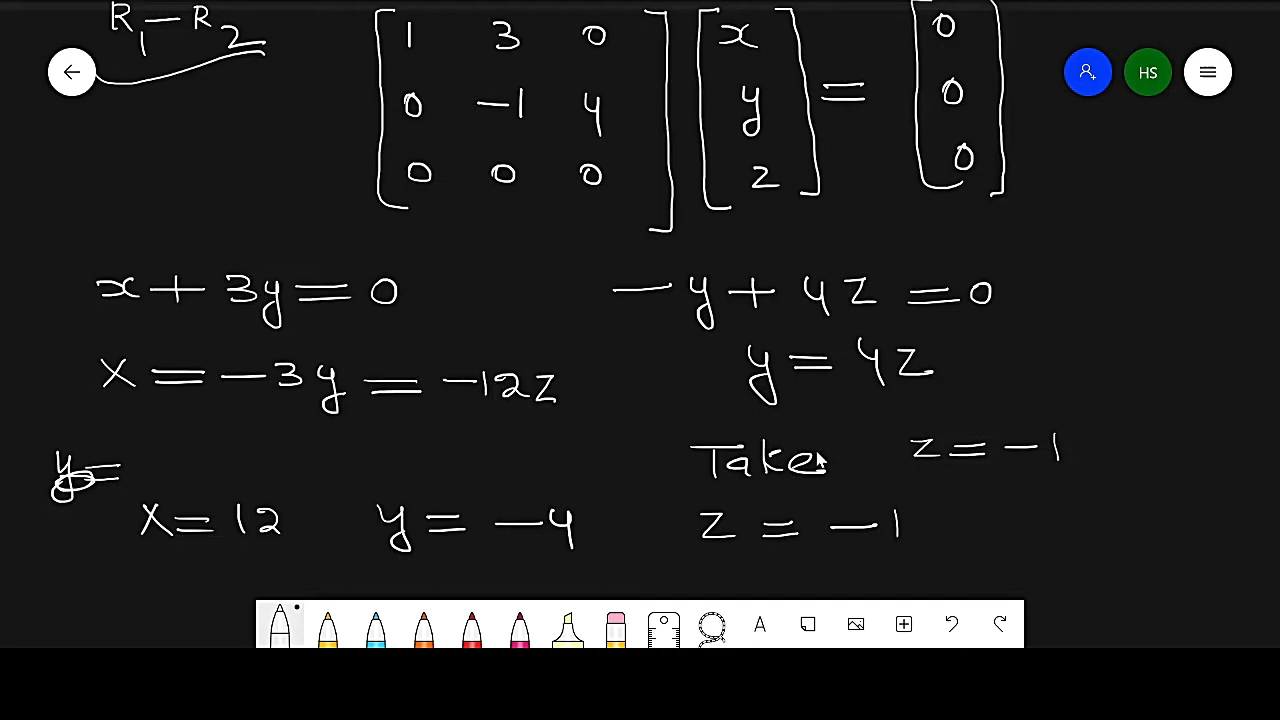 R₁ - R₂
[1 3 0] [x] = [0]
[0 -1 4] [y] [0]
[0 0 0] [z] [0]
HS
x + 3y = 0 - y + 4z = 0
x = -3y = -12z y = 4z
Take z = -1
x = 12 y = -4 z = -1
A